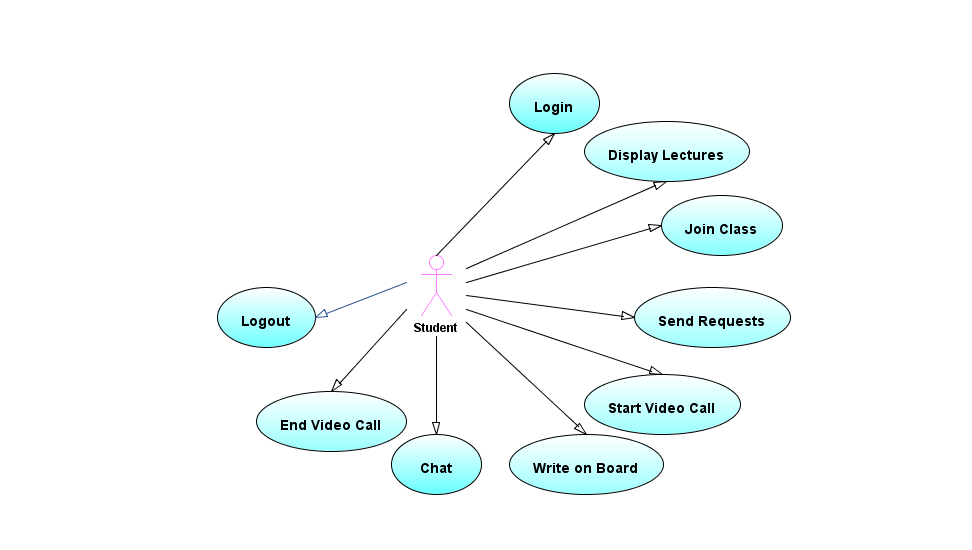 Login
Display Lectures
Join Class
Logout
Send Requests
Student
Start Video Call
End Video Call
Chat
Write on Board